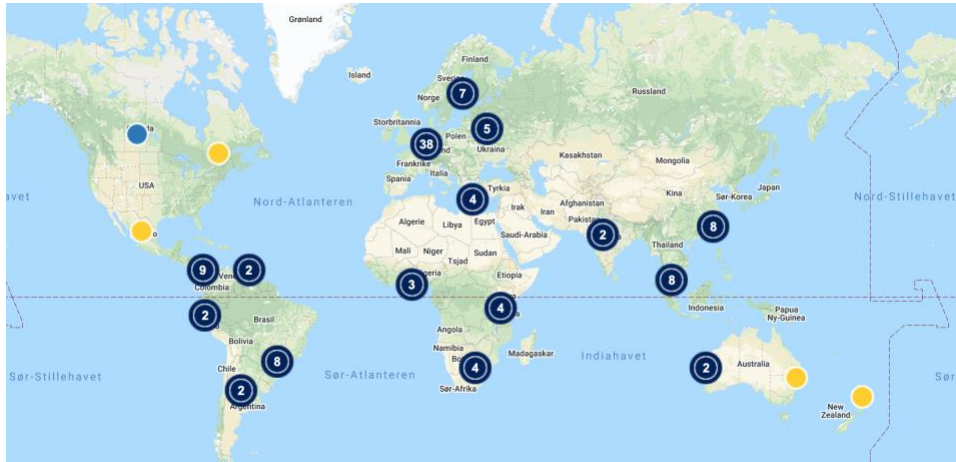 Grønland
Island
Finland
Sverige
Norge
7
Russland
Storbritannia
5
Polen
38
Ukraina
Frankrike
Kasakhstan
Mongolia
USA
Italia
Spania
Tyrkia
Japan
Kina
Sør-Korea
4
Nord-Atlanteren
Nord-Stillehavet
Irak
Iran
Afghanistan
Algerie
Libya
Egypt
Pakistan
8
2
Saudi-Arabia
Mali
Niger
Sudan
Tsjad
Thailand
9
2
Etiopia
8
3
Colombia
Indonesia
Papua
Ny-Guinea
4
2
Brasil
Angola
Bolivia
Madagaskar
Namibia
Indiahavet
8
4
2
Australia
Chile
Sør-Stillehavet
Sør-Atlanteren
Sør-Afrika
2
Argentina
New
Zealand